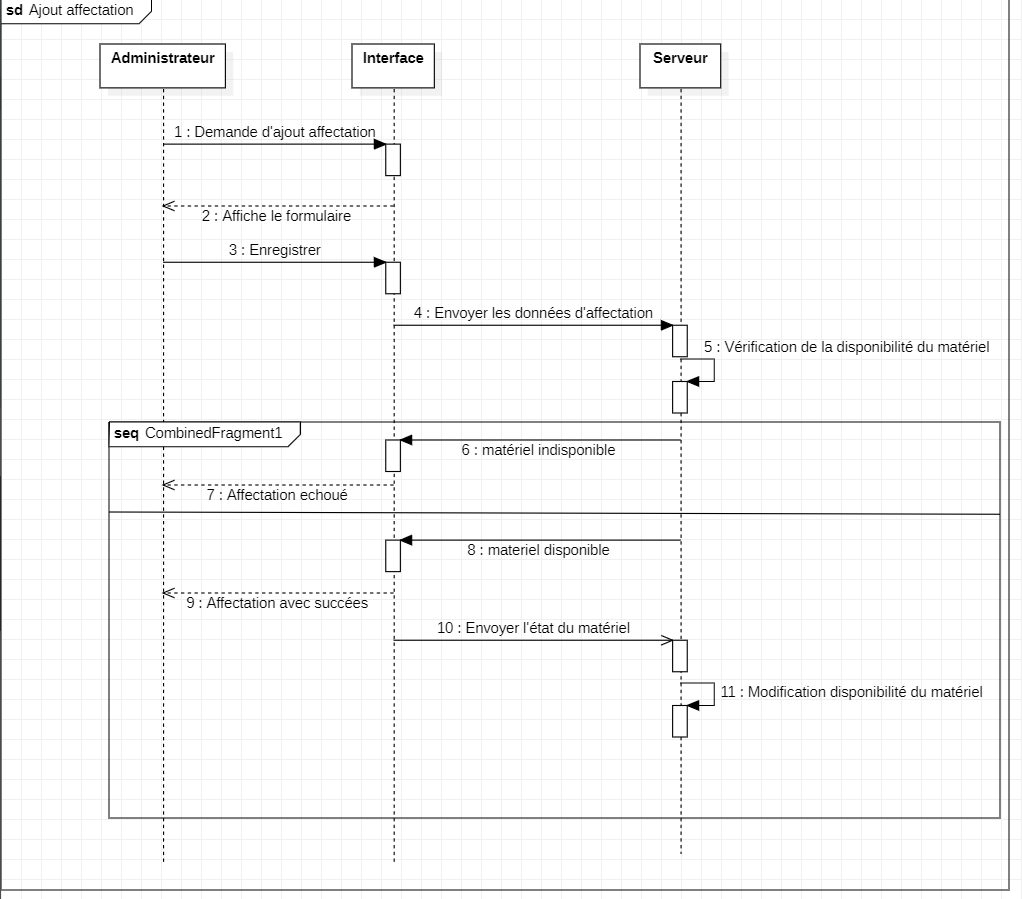 sd Ajout affectation
Administrateur
Interface
Serveur
1 : Demande d'ajout affectation
2 : Affiche le formulaire
3 : Enregistrer
4 : Envoyer les données d'affectation
5 : Vérification de la disponibilité du matériel
seq CombinedFragment1
6 : matériel indisponible
7 : Affectation echoué
8 : materiel disponible
9 : Affectation avec succées
10 : Envoyer l'état du matériel
11 : Modification disponibilité du matériel